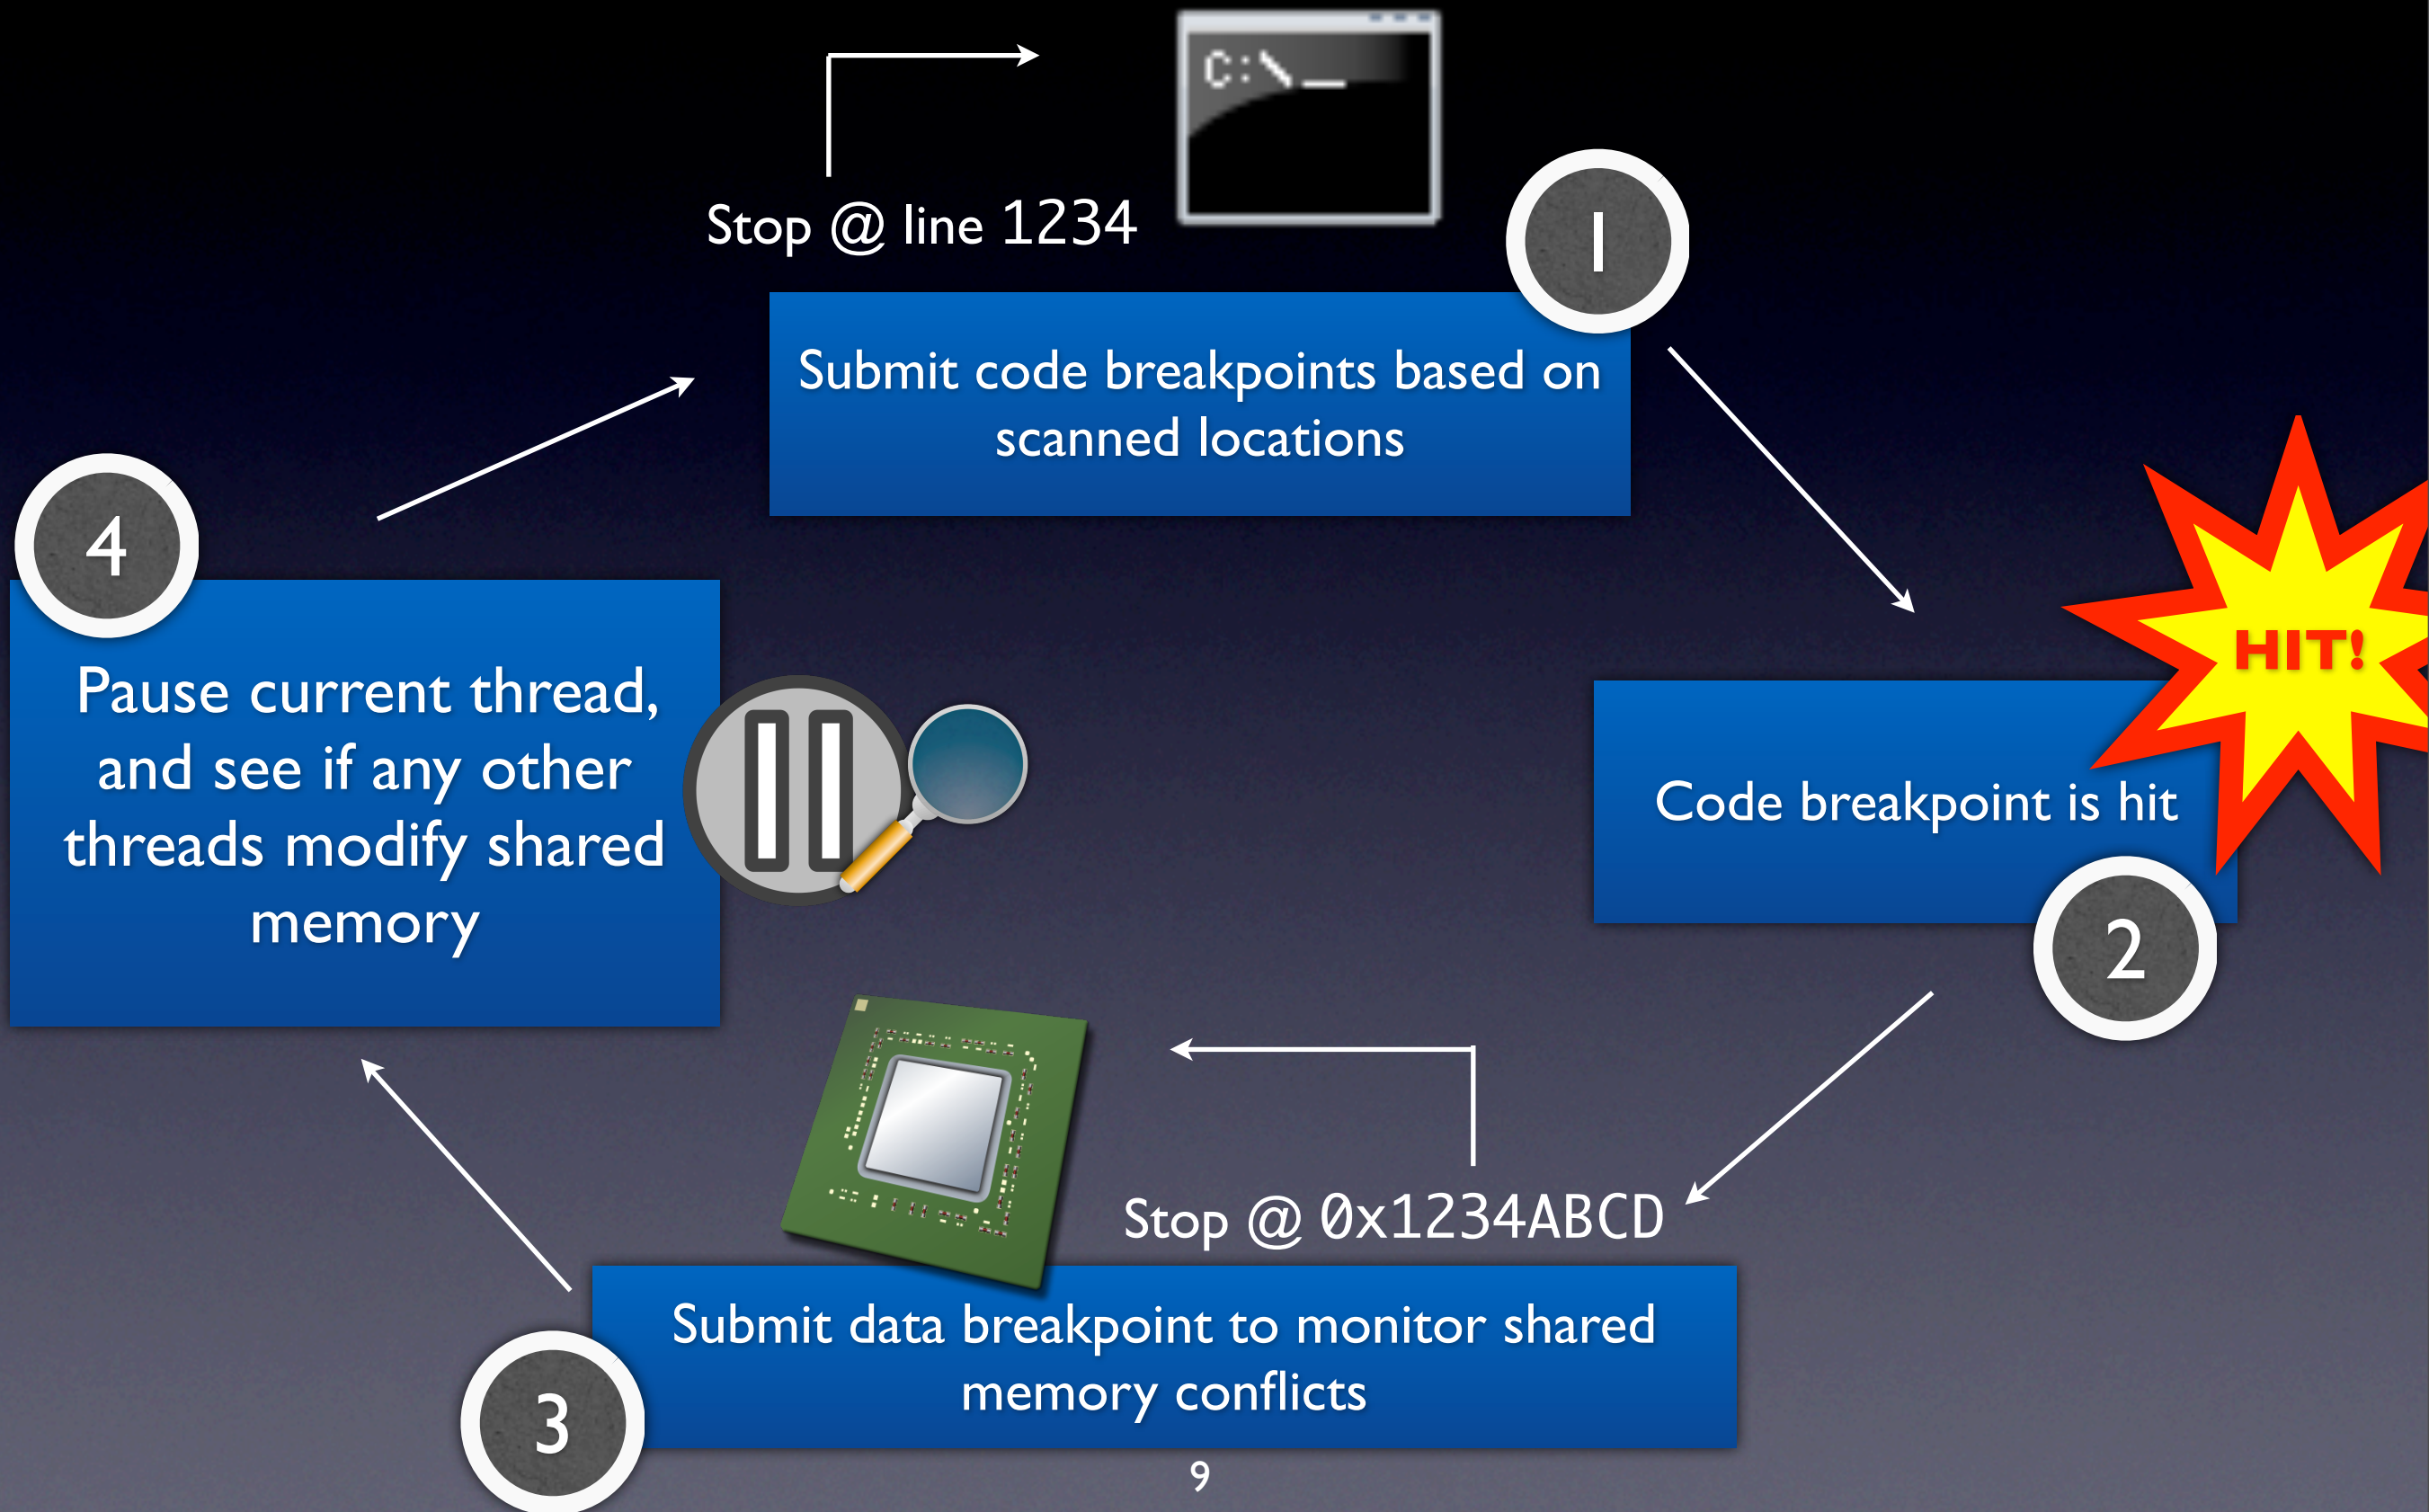 C:\_
Stop @ line 1234
1
Submit code breakpoints based on
scanned locations
HIT!
Code breakpoint is hit
2
Stop @ 0x1234ABCD
Submit data breakpoint to monitor shared
memory conflicts
3
4
Pause current thread,
and see if any other
threads modify shared
memory
9